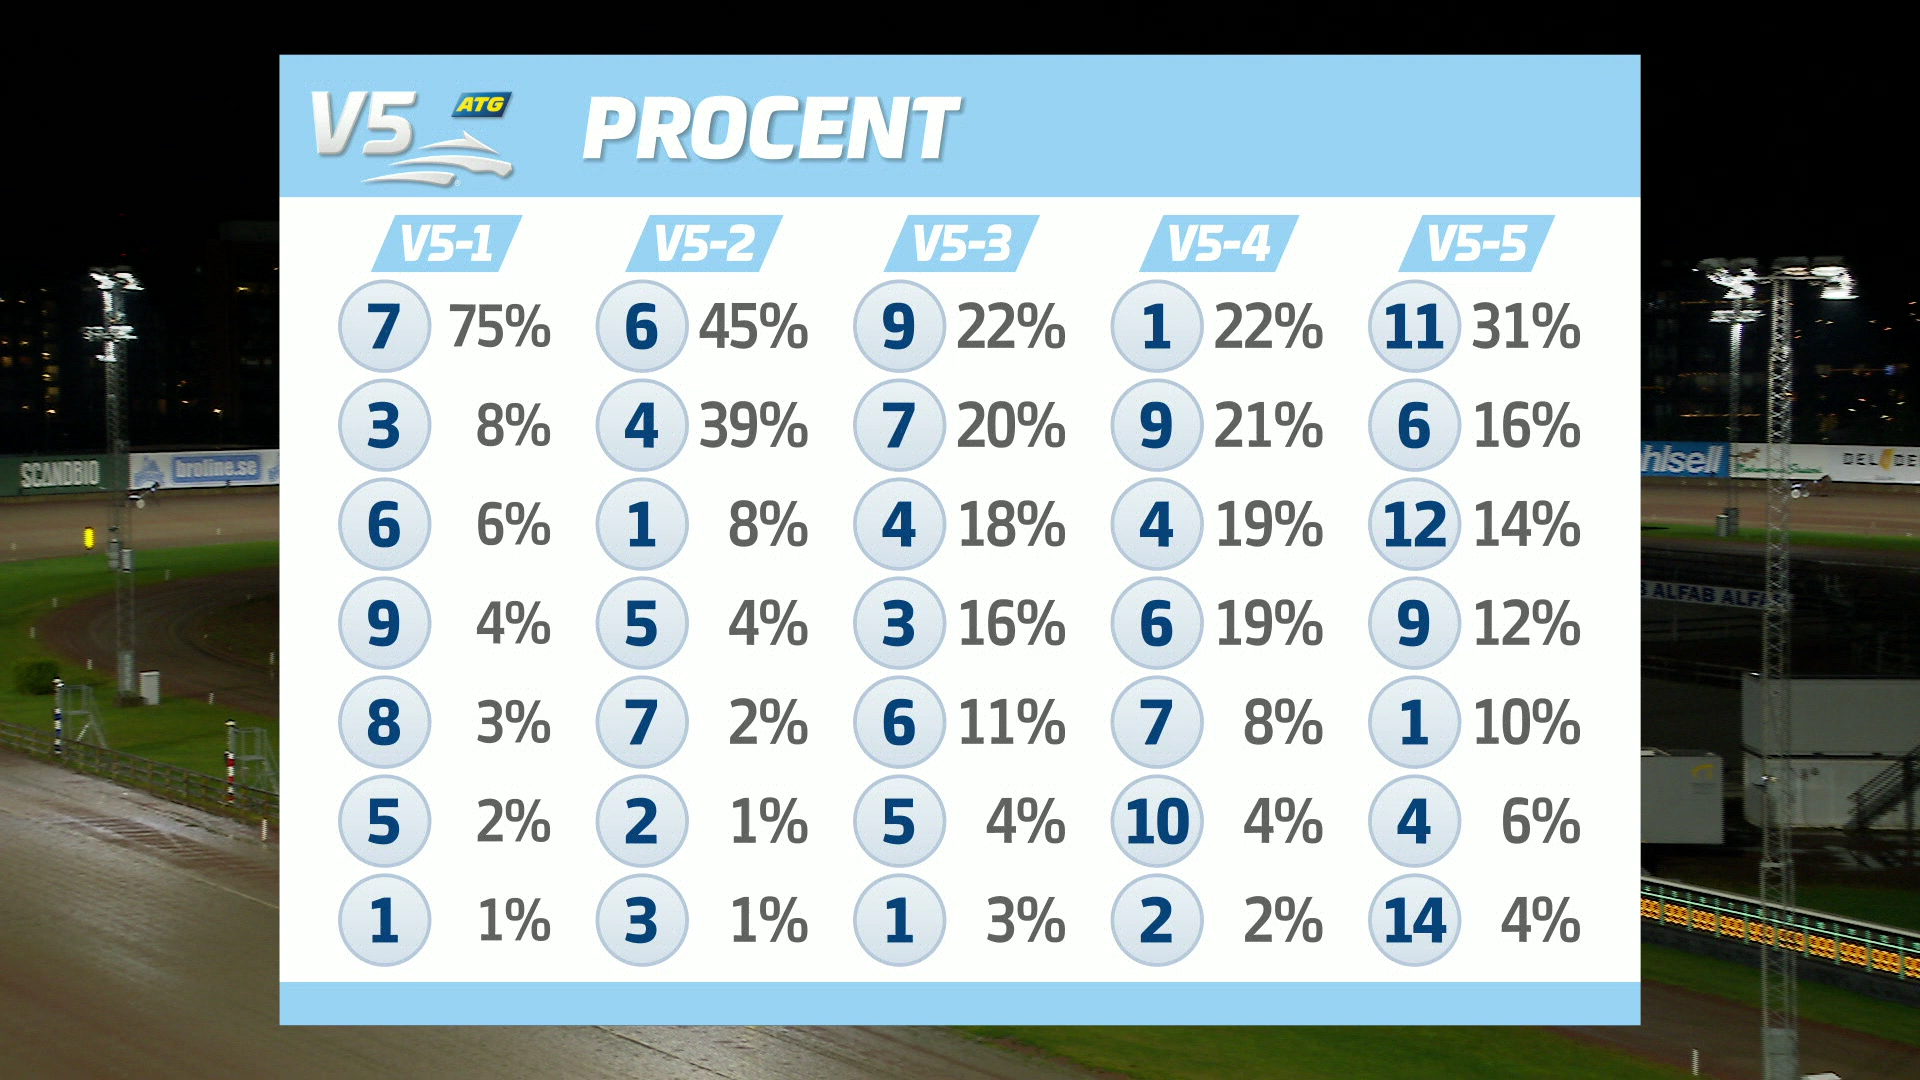 V5 ATG PROCENT
V5-1 V5-2 V5-3 V5-4 V5-5
7 75% 6 45% 9 22% 1 22% 11 31%
3 8% 4 39% 7 20% 9 21% 6 16%
6 6% 1 8% 4 18% 4 19% 12 14%
9 4% 5 4% 3 16% 6 19% 9 12%
8 3% 7 2% 6 11% 7 8% 1 10%
5 2% 2 1% 5 4% 10 4% 4 6%
1 1% 3 1% 1 3% 2 2% 14 4%
SCANDBIO
broline.se
hlsell
ALFAB ALFA